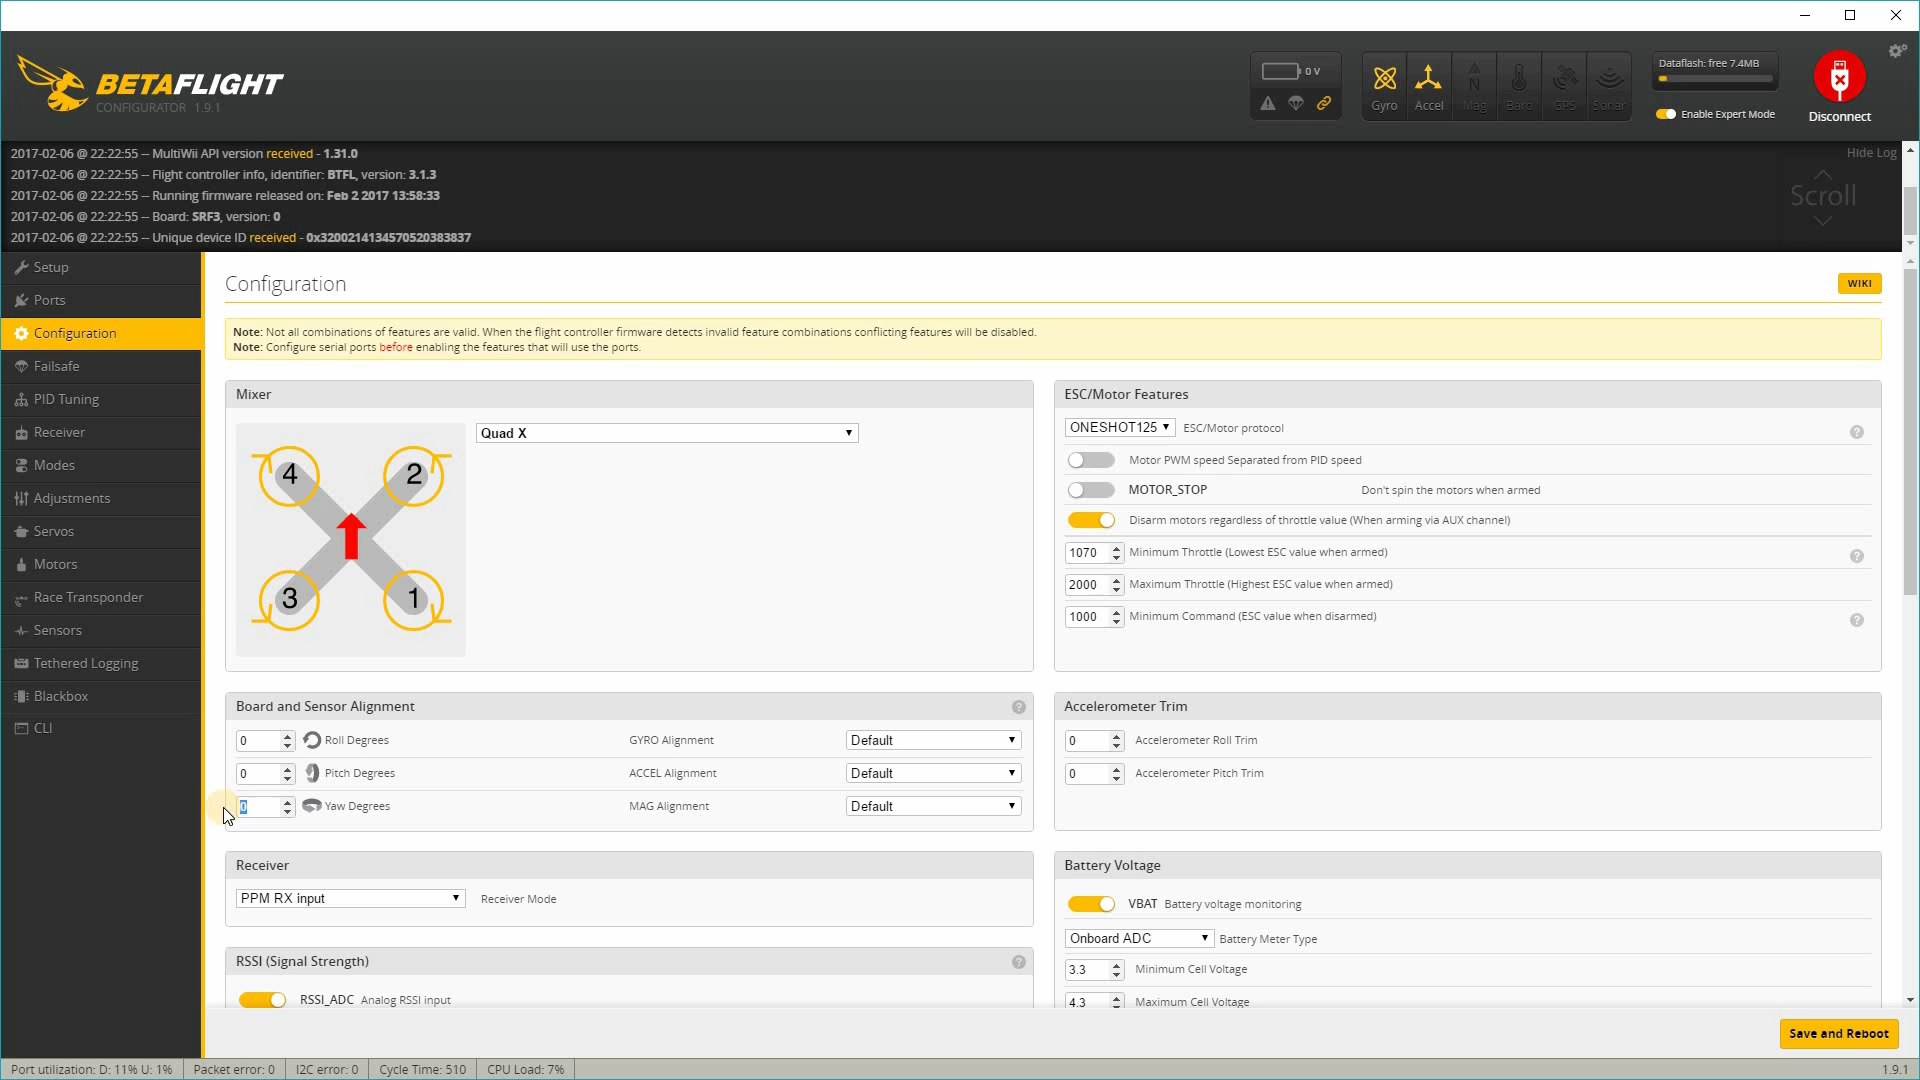 BETAFLIGHT
CONFIGURATOR 1.9.1
0 V
Gyro
Accel
Mag
Baro
GPS
Sonar
Dataflash: free 7.4MB
Enable Expert Mode
Disconnect
2017-02-06 @ 22:22:55 -- MultiWii API version received - 1.31.0
2017-02-06 @ 22:22:55 -- Flight controller info, identifier: BTFL, version: 3.1.3
2017-02-06 @ 22:22:55 -- Running firmware released on: Feb 2 2017 13:58:33
2017-02-06 @ 22:22:55 -- Board: SRF3, version: 0
2017-02-06 @ 22:22:55 -- Unique device ID received - 0x3200214134570520383837
Hide Log
Scroll
Setup
Ports
Configuration
Failsafe
PID Tuning
Receiver
Modes
Adjustments
Servos
Motors
Race Transponder
Sensors
Tethered Logging
Blackbox
CLI
Configuration
WIKI
Note: Not all combinations of features are valid. When the flight controller firmware detects invalid feature combinations conflicting features will be disabled.
Note: Configure serial ports before enabling the features that will use the ports.
Mixer
Quad X
4
2
3
1
ESC/Motor Features
ONESHOT125 ESC/Motor protocol
Motor PWM speed Separated from PID speed
MOTOR_STOP Don't spin the motors when armed
Disarm motors regardless of throttle value (When arming via AUX channel)
1070 Minimum Throttle (Lowest ESC value when armed)
2000 Maximum Throttle (Highest ESC value when armed)
1000 Minimum Command (ESC value when disarmed)
Board and Sensor Alignment
0 Roll Degrees GYRO Alignment Default
0 Pitch Degrees ACCEL Alignment Default
0 Yaw Degrees MAG Alignment Default
Accelerometer Trim
0 Accelerometer Roll Trim
0 Accelerometer Pitch Trim
Receiver
PPM RX input Receiver Mode
RSSI (Signal Strength)
RSSI_ADC Analog RSSI input
Battery Voltage
VBAT Battery voltage monitoring
Onboard ADC Battery Meter Type
3.3 Minimum Cell Voltage
4.3 Maximum Cell Voltage
Save and Reboot
Port utilization: D: 11% U: 1%
Packet error: 0
I2C error: 0
Cycle Time: 510
CPU Load: 7%
1.9.1